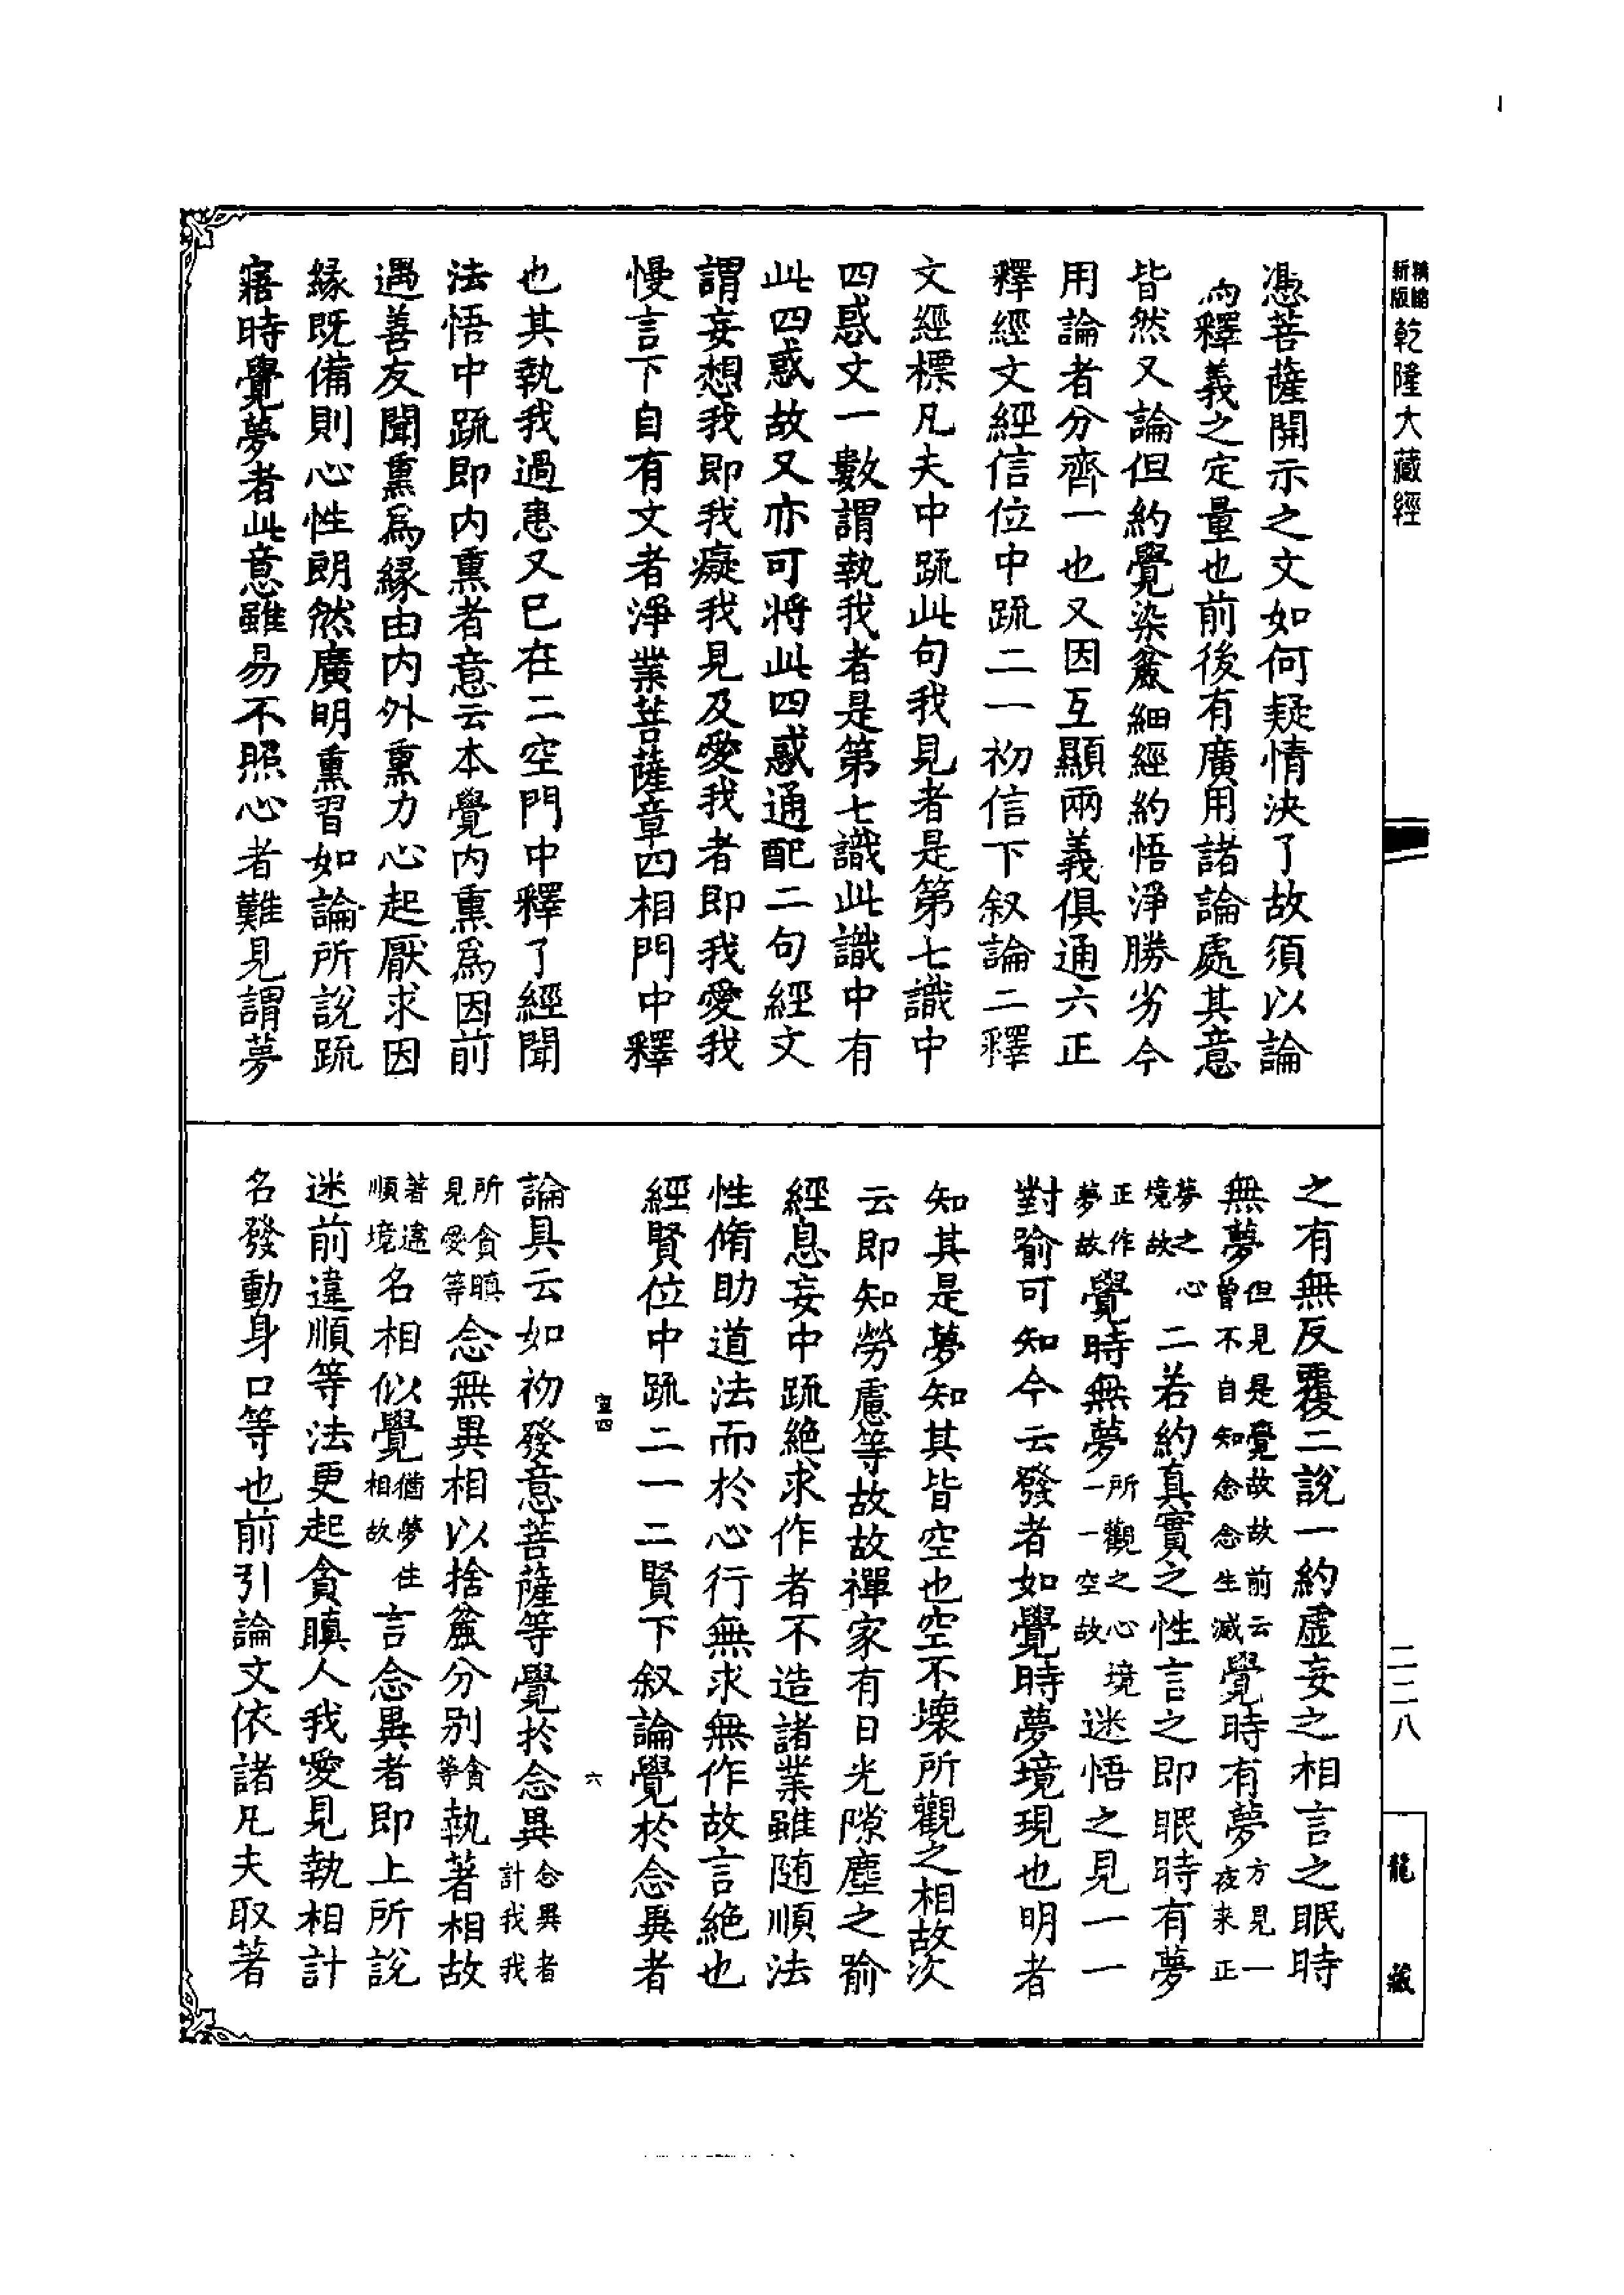 新版
精縮
乾隆大藏經
二二八
龍藏
憑菩薩開示之文如何疑情決了故須以論
為釋義之定量也前後有廣用諸論處其意
皆然又論但約覺染麤細經約悟淨勝劣今
用論者分齊一也又因互顯兩義俱通六正
釋經文經信位中䟽二一初信下叙論二釋
文經標凡夫中䟽此句我見者是第七識中
四惑文一數謂執我者是第七識此識中有
此四惑故又亦可將此四惑通配二句經文
謂妄想我即我癡我見及愛我者即我愛我
慢言下自有文者淨業菩薩章四相門中釋
也其執我過患又已在二空門中釋了經聞
法悟中䟽即内熏者意云本覺内熏爲因前
遇善友聞熏爲緣由内外熏力心起厭求因
緣既備則心性朗然廣明熏習如論所說䟽
寤時覺夢者此意雖易不照心者難見謂夢
之有無反覆二說一約虛妄之相言之眠時
無夢但見是覺故故前云曾不自知念念生滅覺時有夢方見一一夜来正
夢之心境故二若約真實之性言之即眠時有夢
正作夢故覺時無夢所觀之心境一一空故迷悟之見一一
對喻可知今云發者如覺時夢境現也明者
知其是夢知其皆空也空不壞所觀之相故次
云即知勞慮等故故禪家有日光隙塵之喻
經息妄中䟽絶求作者不造諸業雖随順法
性脩助道法而於心行無求無作故言絶也
經賢位中䟽二一二賢下叙論覺於念異者
宣四
六
論具云如初發意菩薩等覺於念異念異者計我我
所貪瞋見愛等念無異相以捨麤分別貪等執著相故
著違順境名相似覺猶夢住相故言念異者即上所說
迷前違順等法更起貪瞋人我愛見執相計
名發動身口等也前引論文依諸凡夫取著